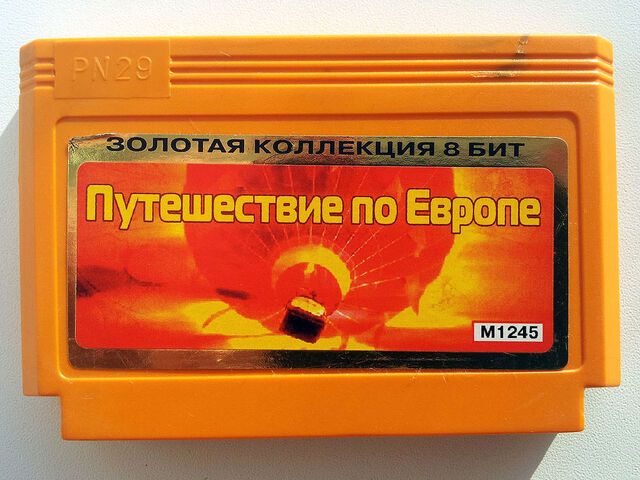 PN29
ЗОЛОТАЯ КОЛЛЕКЦИЯ 8 БИТ
Путешествие по Европе
M1245